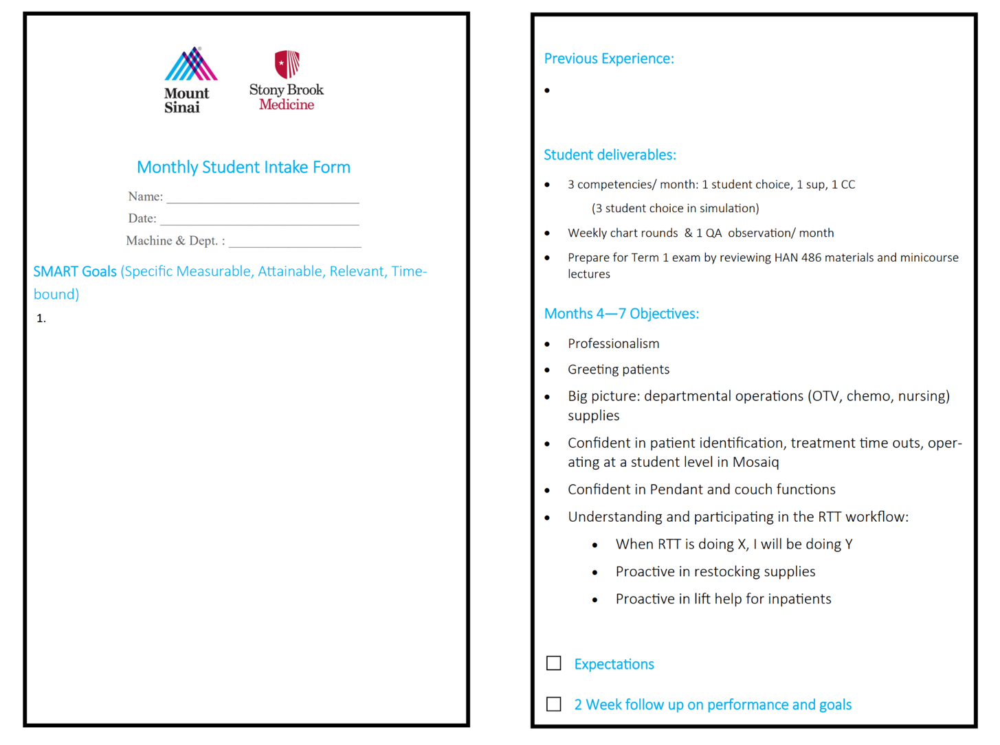 Mount
Sinai
®
Stony Brook
Medicine
Monthly Student Intake Form
Name: ______________________________
Date: _______________________________
Machine & Dept. : _____________________
SMART Goals (Specific Measurable, Attainable, Relevant, Time-
bound)
1.
Previous Experience:
•
Student deliverables:
• 3 competencies/ month: 1 student choice, 1 sup, 1 CC
(3 student choice in simulation)
• Weekly chart rounds & 1 QA observation/ month
• Prepare for Term 1 exam by reviewing HAN 486 materials and minicourse
lectures
Months 4—7 Objectives:
• Professionalism
• Greeting patients
• Big picture: departmental operations (OTV, chemo, nursing)
supplies
• Confident in patient identification, treatment time outs, oper-
ating at a student level in Mosaiq
• Confident in Pendant and couch functions
• Understanding and participating in the RTT workflow:
• When RTT is doing X, I will be doing Y
• Proactive in restocking supplies
• Proactive in lift help for inpatients
☐ Expectations
☐ 2 Week follow up on performance and goals